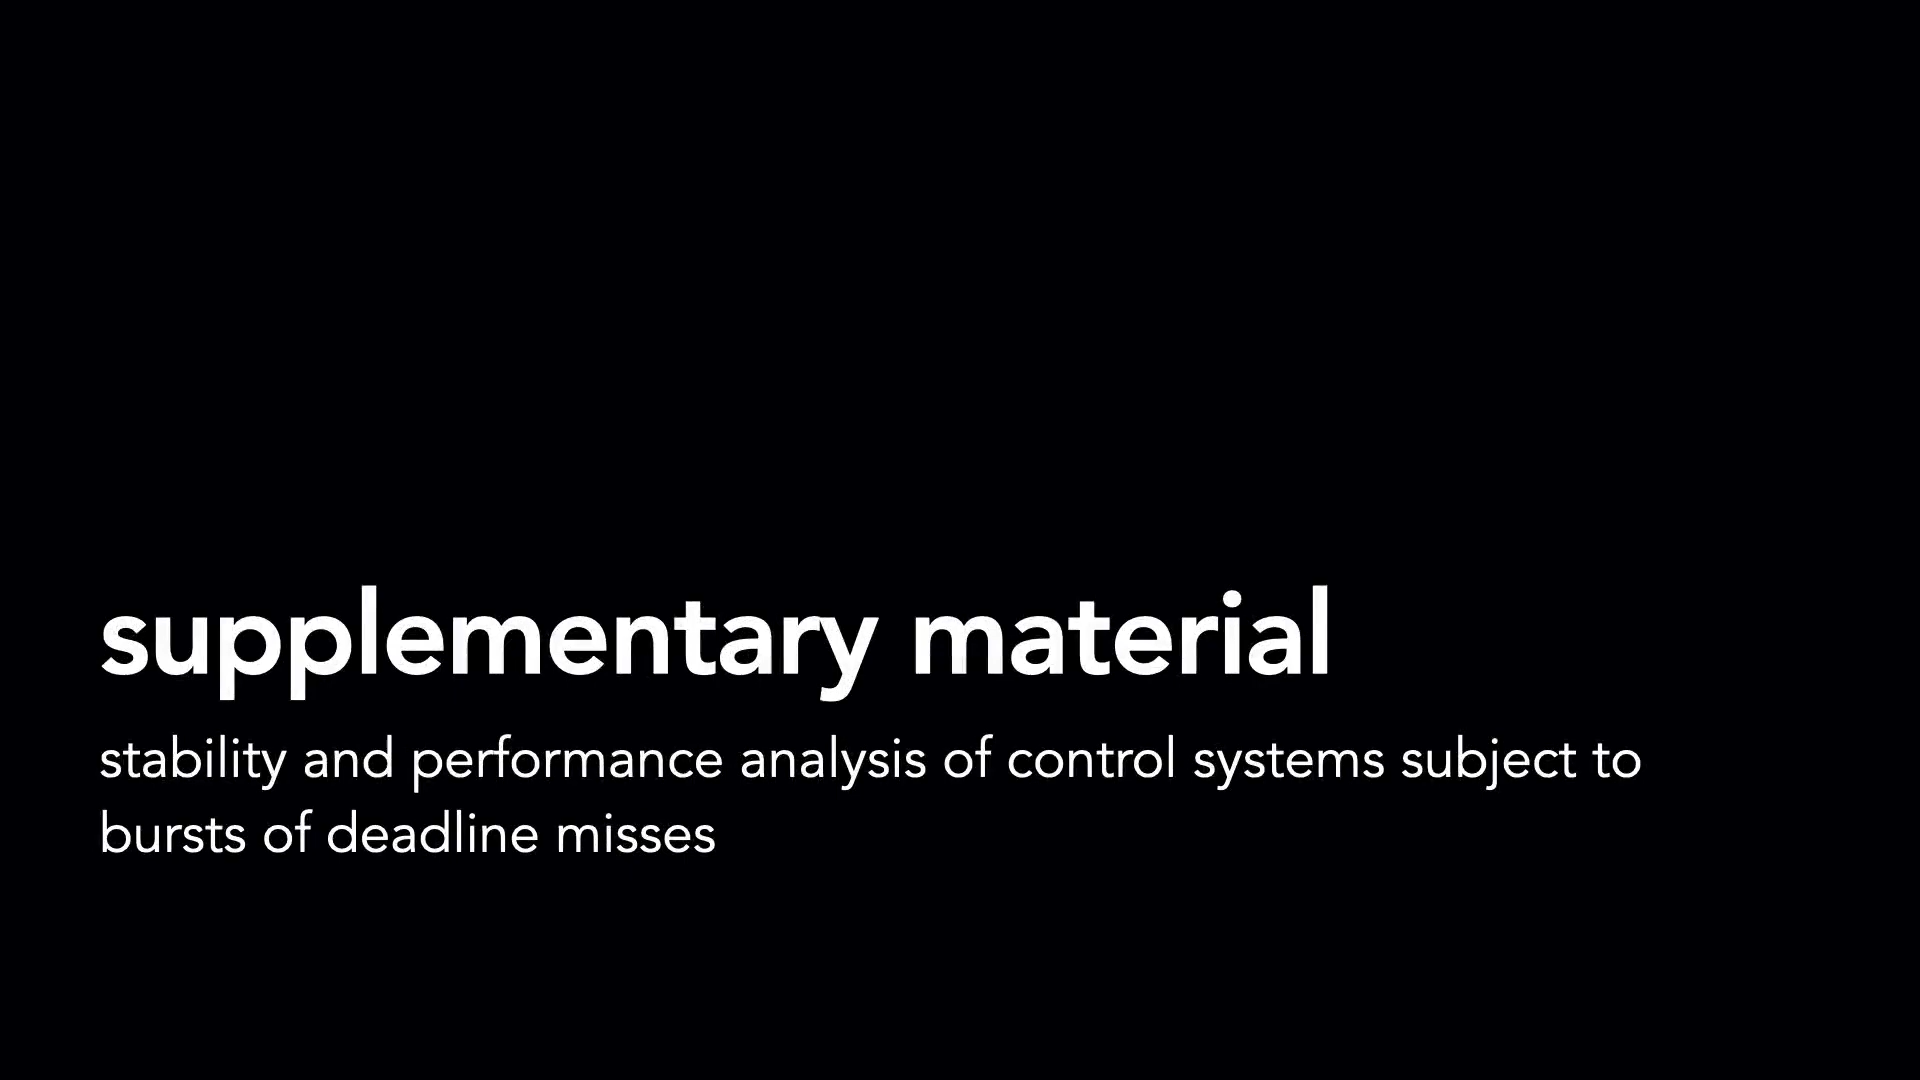 supplementary material
stability and performance analysis of control systems subject to
bursts of deadline misses